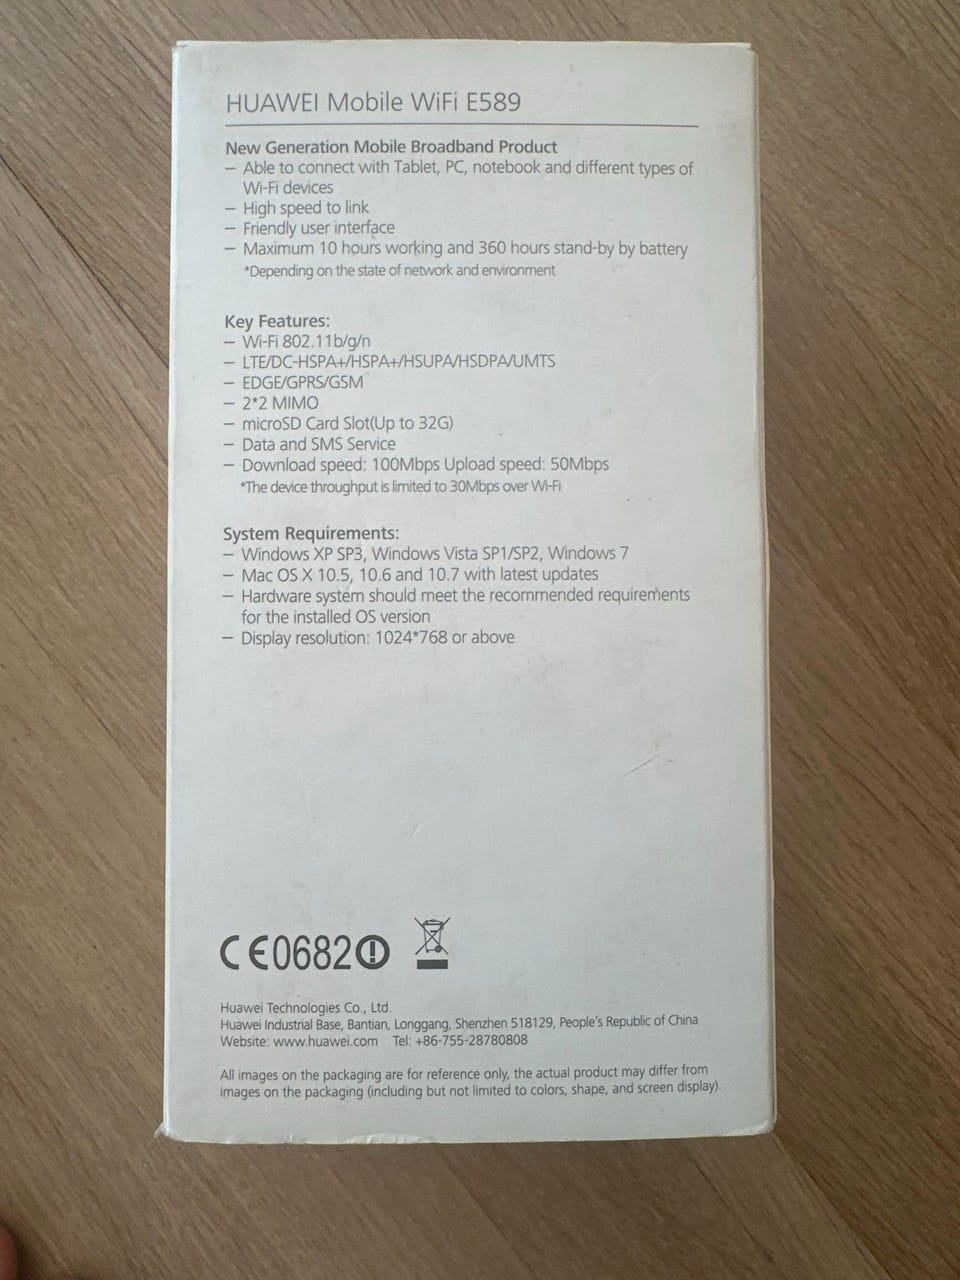 HUAWEI Mobile WiFi E589
New Generation Mobile Broadband Product
– Able to connect with Tablet, PC, notebook and different types of
Wi-Fi devices
– High speed to link
– Friendly user interface
– Maximum 10 hours working and 360 hours stand-by by battery
*Depending on the state of network and environment
Key Features:
– Wi-Fi 802.11b/g/n
– LTE/DC-HSPA+/HSPA+/HSUPA/HSDPA/UMTS
– EDGE/GPRS/GSM
– 2*2 MIMO
– microSD Card Slot(Up to 32G)
– Data and SMS Service
– Download speed: 100Mbps Upload speed: 50Mbps
*The device throughput is limited to 30Mbps over Wi-Fi
System Requirements:
– Windows XP SP3, Windows Vista SP1/SP2, Windows 7
– Mac OS X 10.5, 10.6 and 10.7 with latest updates
– Hardware system should meet the recommended requirements
for the installed OS version
– Display resolution: 1024*768 or above
CE0682
Huawei Technologies Co., Ltd.
Huawei Industrial Base, Bantian, Longgang, Shenzhen 518129, People's Republic of China
Website: www.huawei.com Tel: +86-755-28780808
All images on the packaging are for reference only, the actual product may differ from
images on the packaging (including but not limited to colors, shape, and screen display).